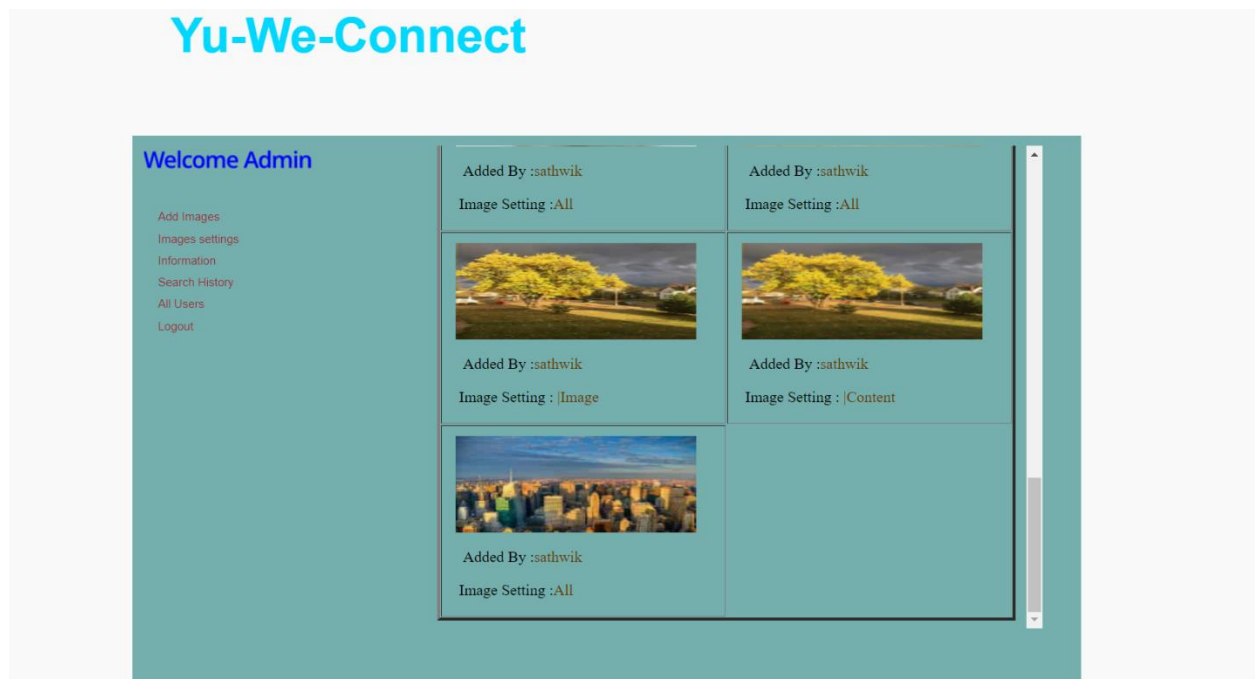 Yu-We-Connect
Welcome Admin
Add Images
Images settings
Information
Search History
All Users
Logout
Added By :sathwik
Image Setting :All
Added By :sathwik
Image Setting :All
Added By :sathwik
Image Setting : |Image
Added By :sathwik
Image Setting : |Content
Added By :sathwik
Image Setting :All